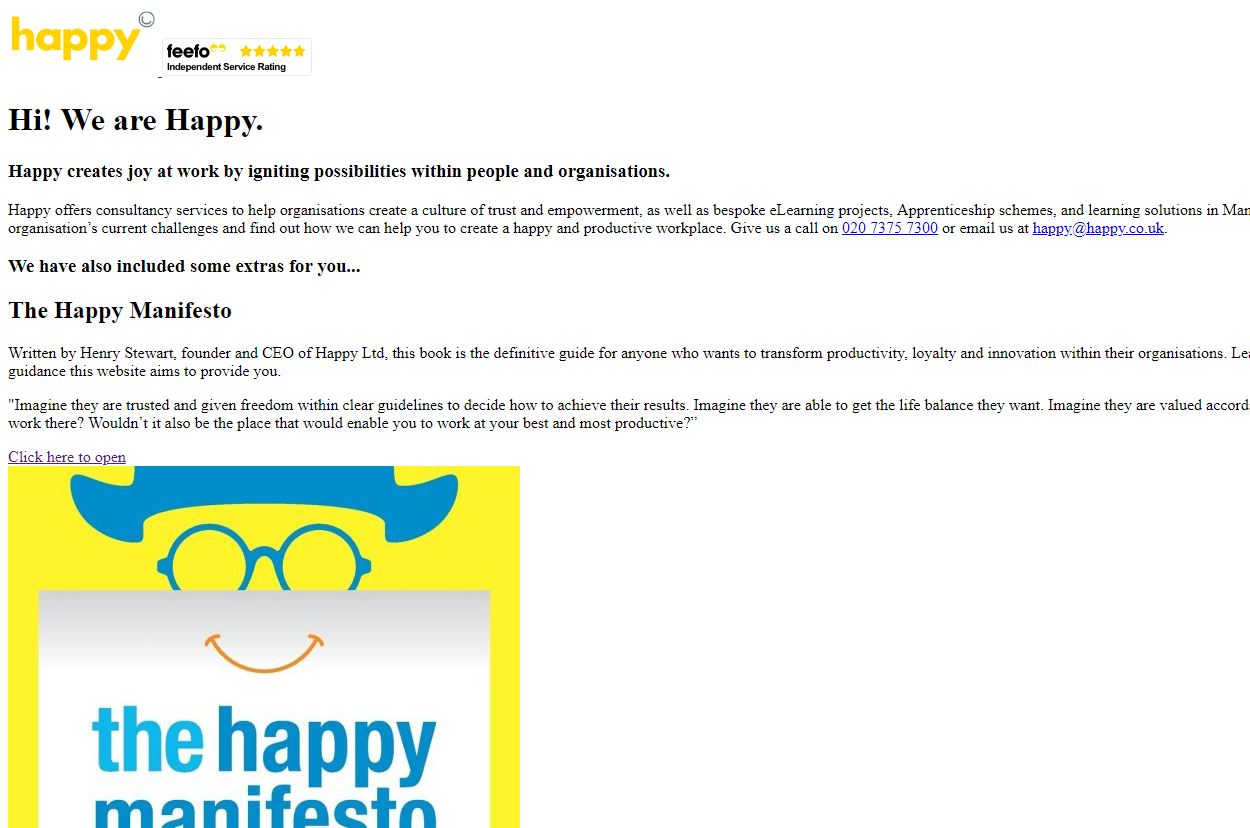 happy
feefo
Independent Service Rating
Hi! We are Happy.
Happy creates joy at work by igniting possibilities within people and organisations.
Happy offers consultancy services to help organisations create a culture of trust and empowerment, as well as bespoke eLearning projects, Apprenticeship schemes, and learning solutions in
organisation’s current challenges and find out how we can help you to create a happy and productive workplace. Give us a call on 020 7375 7300 or email us at happy@happy.co.uk.
We have also included some extras for you...
The Happy Manifesto
Written by Henry Stewart, founder and CEO of Happy Ltd, this book is the definitive guide for anyone who wants to transform productivity, loyalty and innovation within their organisations.
guidance this website aims to provide you.
"Imagine they are trusted and given freedom within clear guidelines to decide how to achieve their results. Imagine they are able to get the life balance they want. Imagine they are valued
work there? Wouldn’t it also be the place that would enable you to work at your best and most productive?”
Click here to open
the happy
manifesto